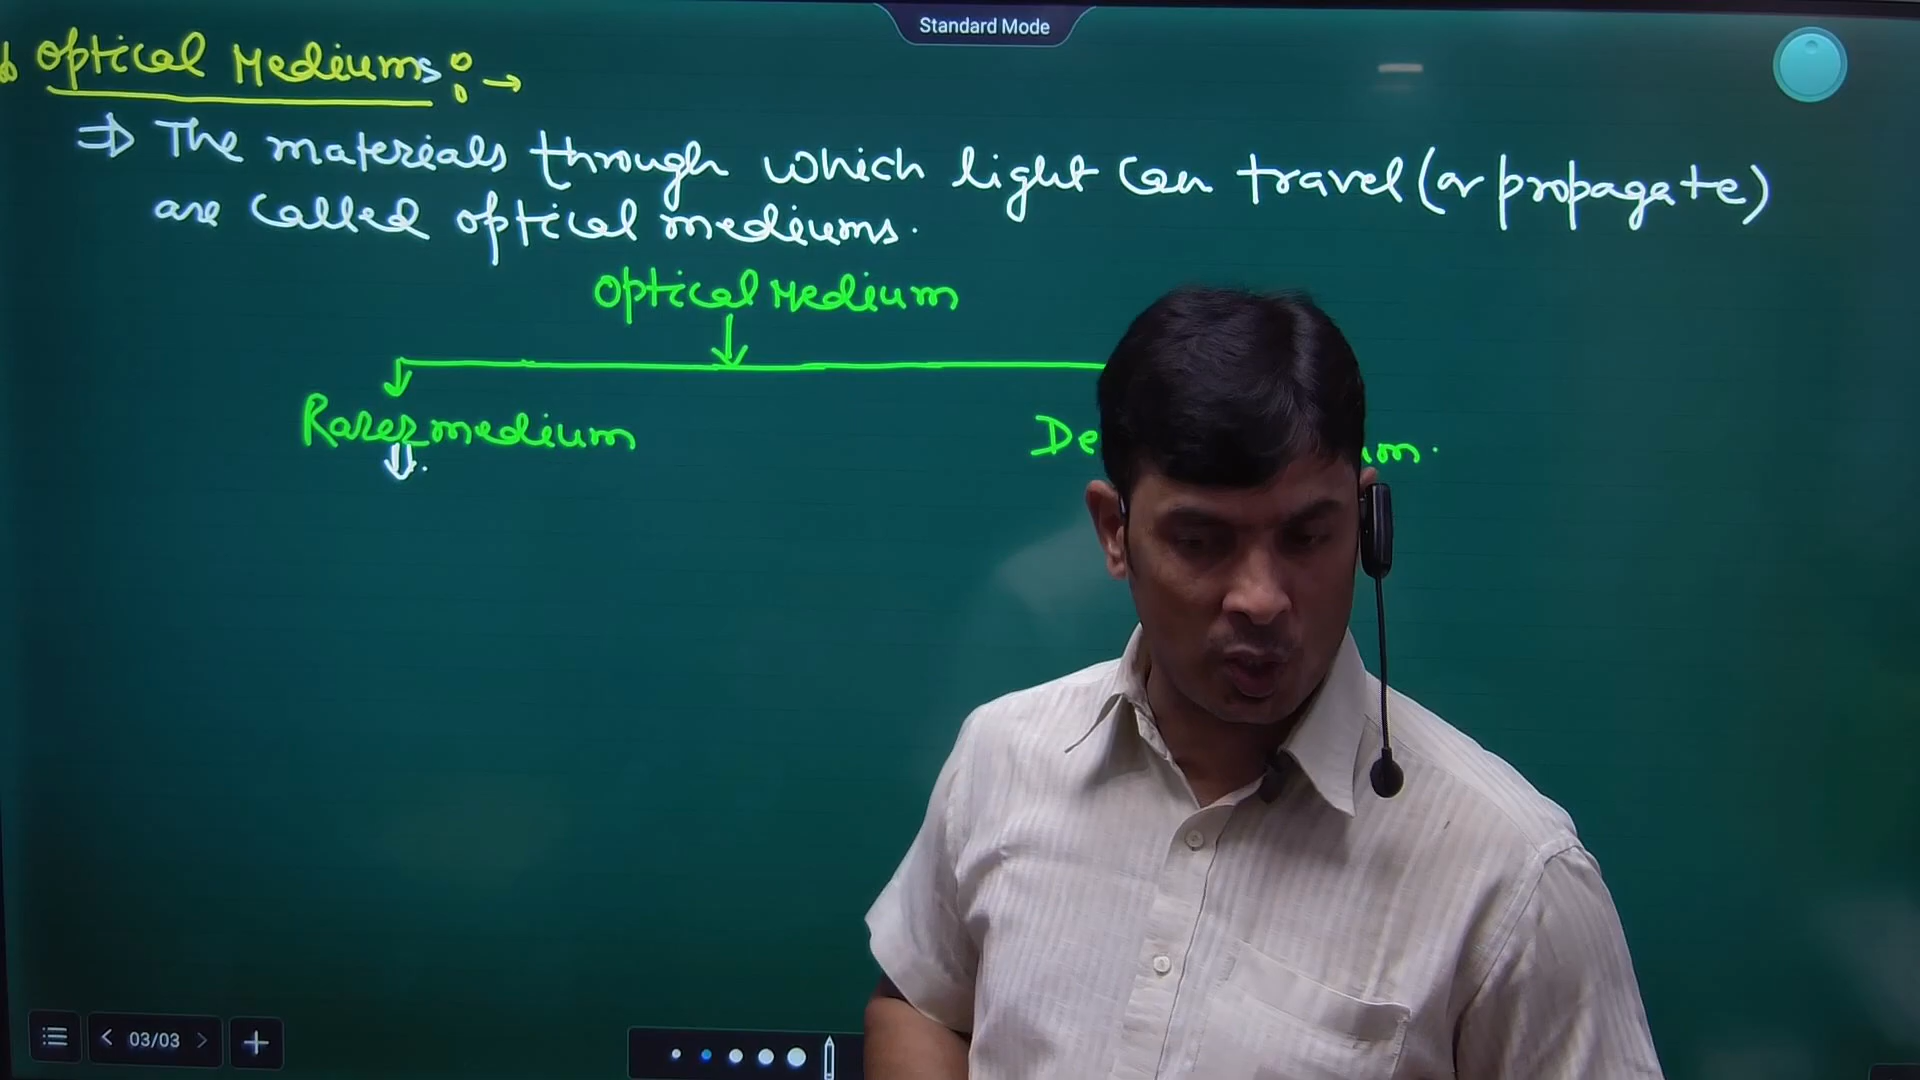 Standard Mode
Optical Mediums :→
⇒ The materials through which light can travel (or propagate)
are called optical mediums.
Optical Medium
Rarer medium
03/03